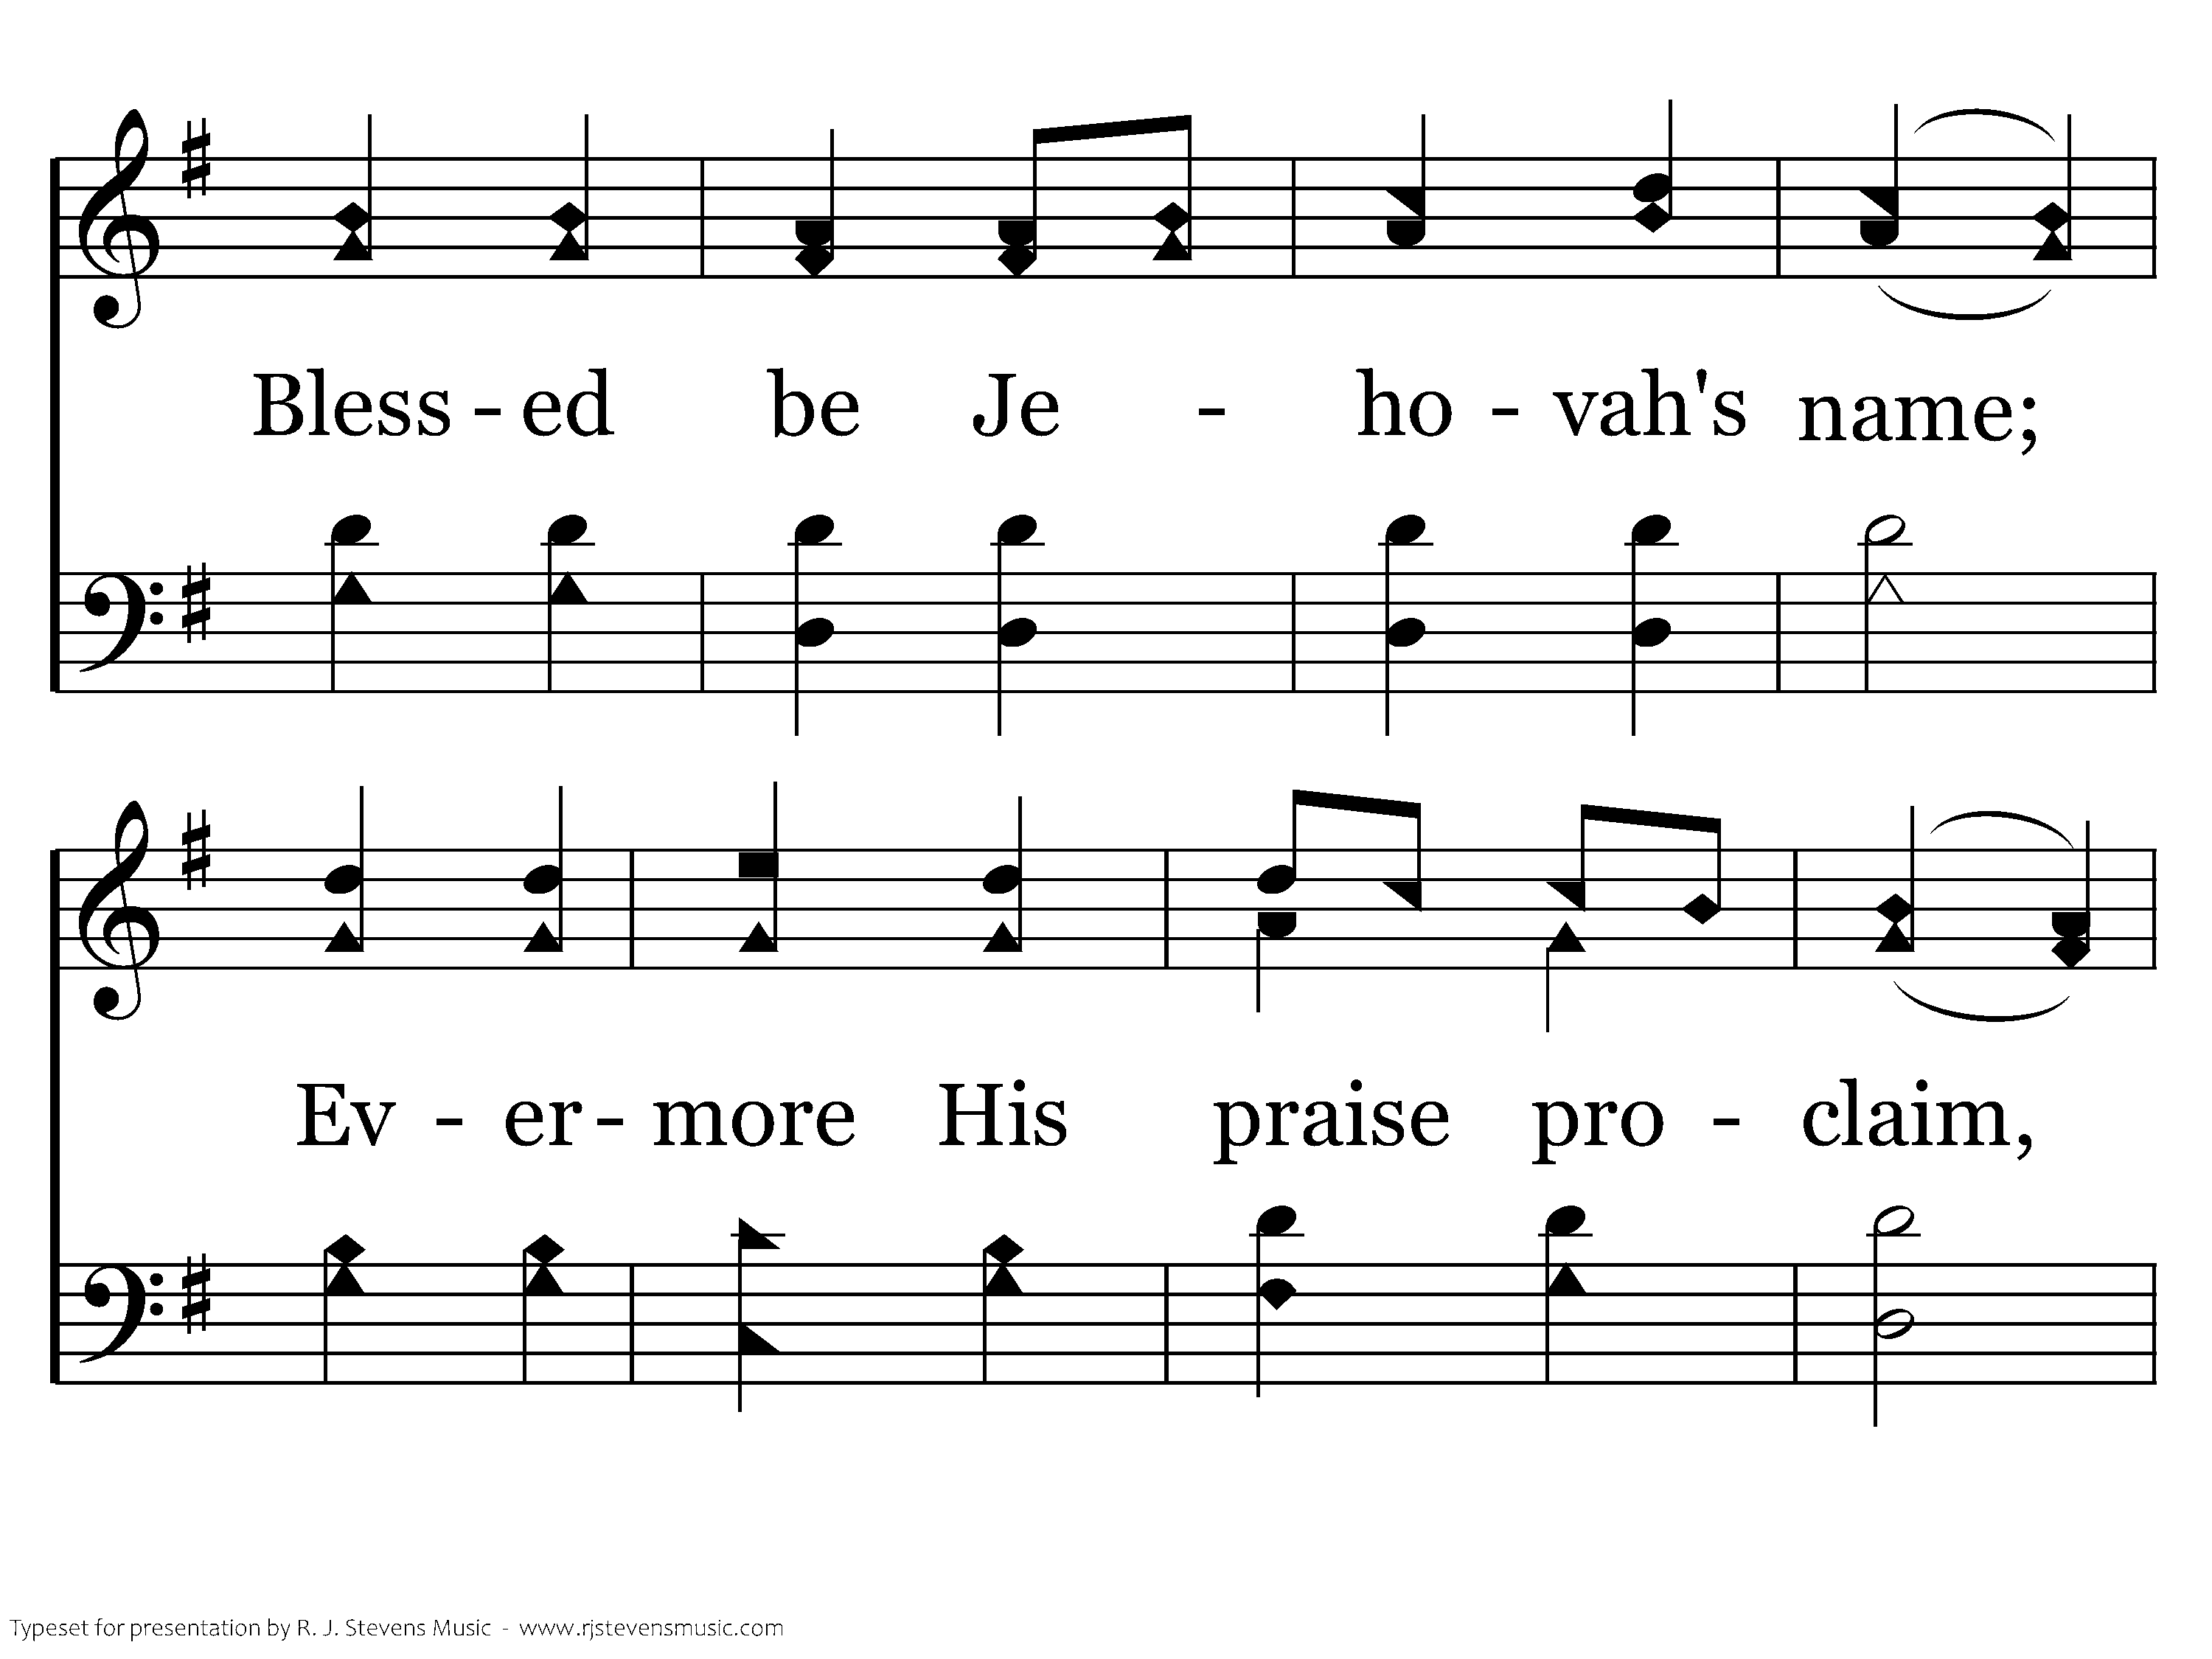 Bless - ed be Je - ho - vah's name;
Ev - er - more His praise pro - claim,
Typeset for presentation by R. J. Stevens Music - www.rjstevensmusic.com